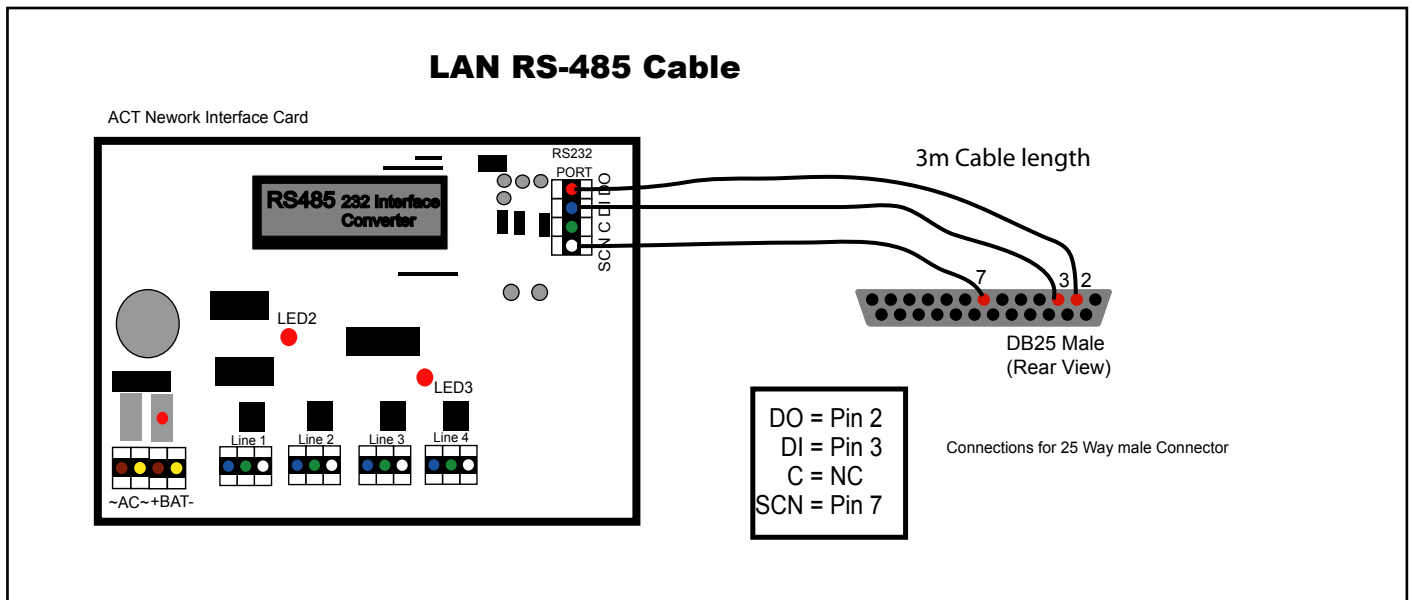 LAN RS-485 Cable
ACT Nework Interface Card
RS232
PORT
RS485 232 Interface
Converter
SCN C DI DO
3m Cable length
7
3 2
DB25 Male
(Rear View)
LED2
LED3
Line 1
Line 2
Line 3
Line 4
~AC~+BAT-
DO = Pin 2
DI = Pin 3
C = NC
SCN = Pin 7
Connections for 25 Way male Connector